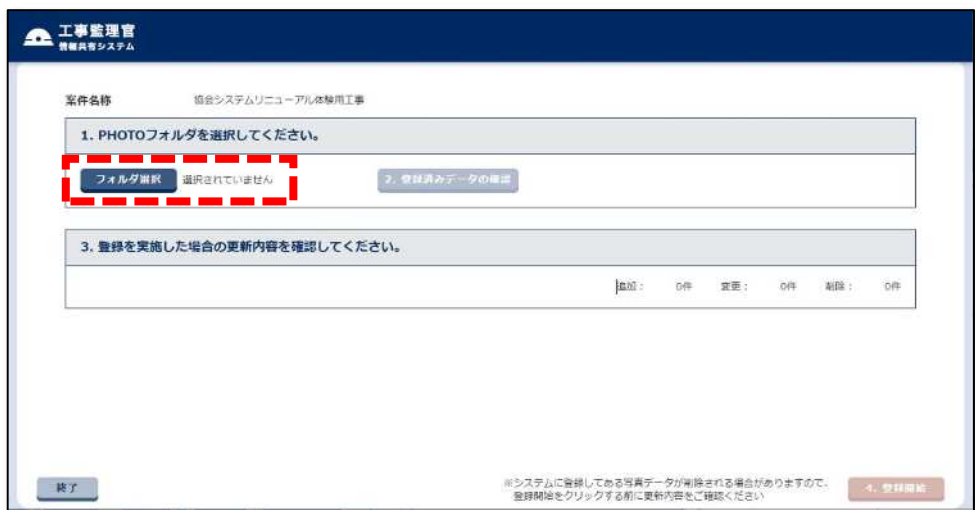 工事監理官
情報共有システム
案件名称 協会システムリニューアル体験用工事
1. PHOTOフォルダを選択してください。
フォルダ選択 選択されていません 2. 登録済みデータの確認
3. 登録を実施した場合の更新内容を確認してください。
追加： 0件 変更： 0件 削除： 0件
※システムに登録してある写真データが削除される場合がありますので、
登録開始をクリックする前に更新内容をご確認ください
終了 4. 登録開始